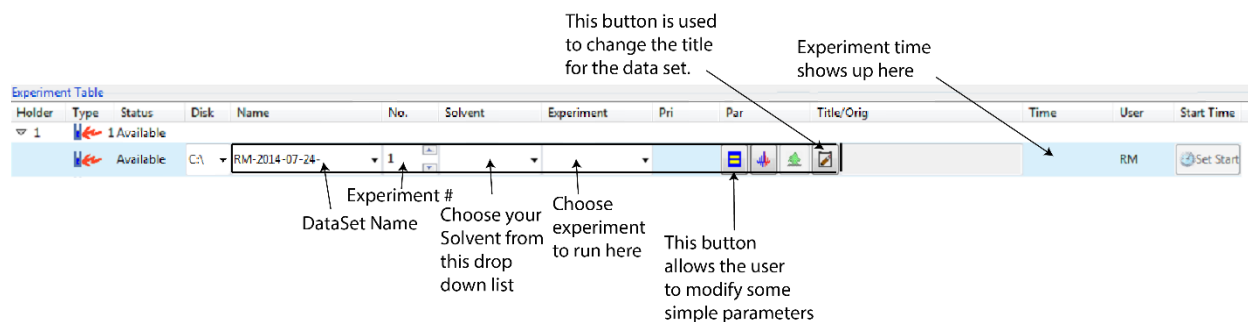 This button is used
to change the title
for the data set.
Experiment time
shows up here
Experiment Table
Holder Type Status Disk Name No. Solvent Experiment Pri Par Title/Orig Time User Start Time
1 1 Available
Available C:\ RM-2014-07-24- 1 RM Set Start
Experiment #
DataSet Name
Choose your
Solvent from
this drop
down list
Choose
experiment
to run here
This button
allows the user
to modify some
simple parameters